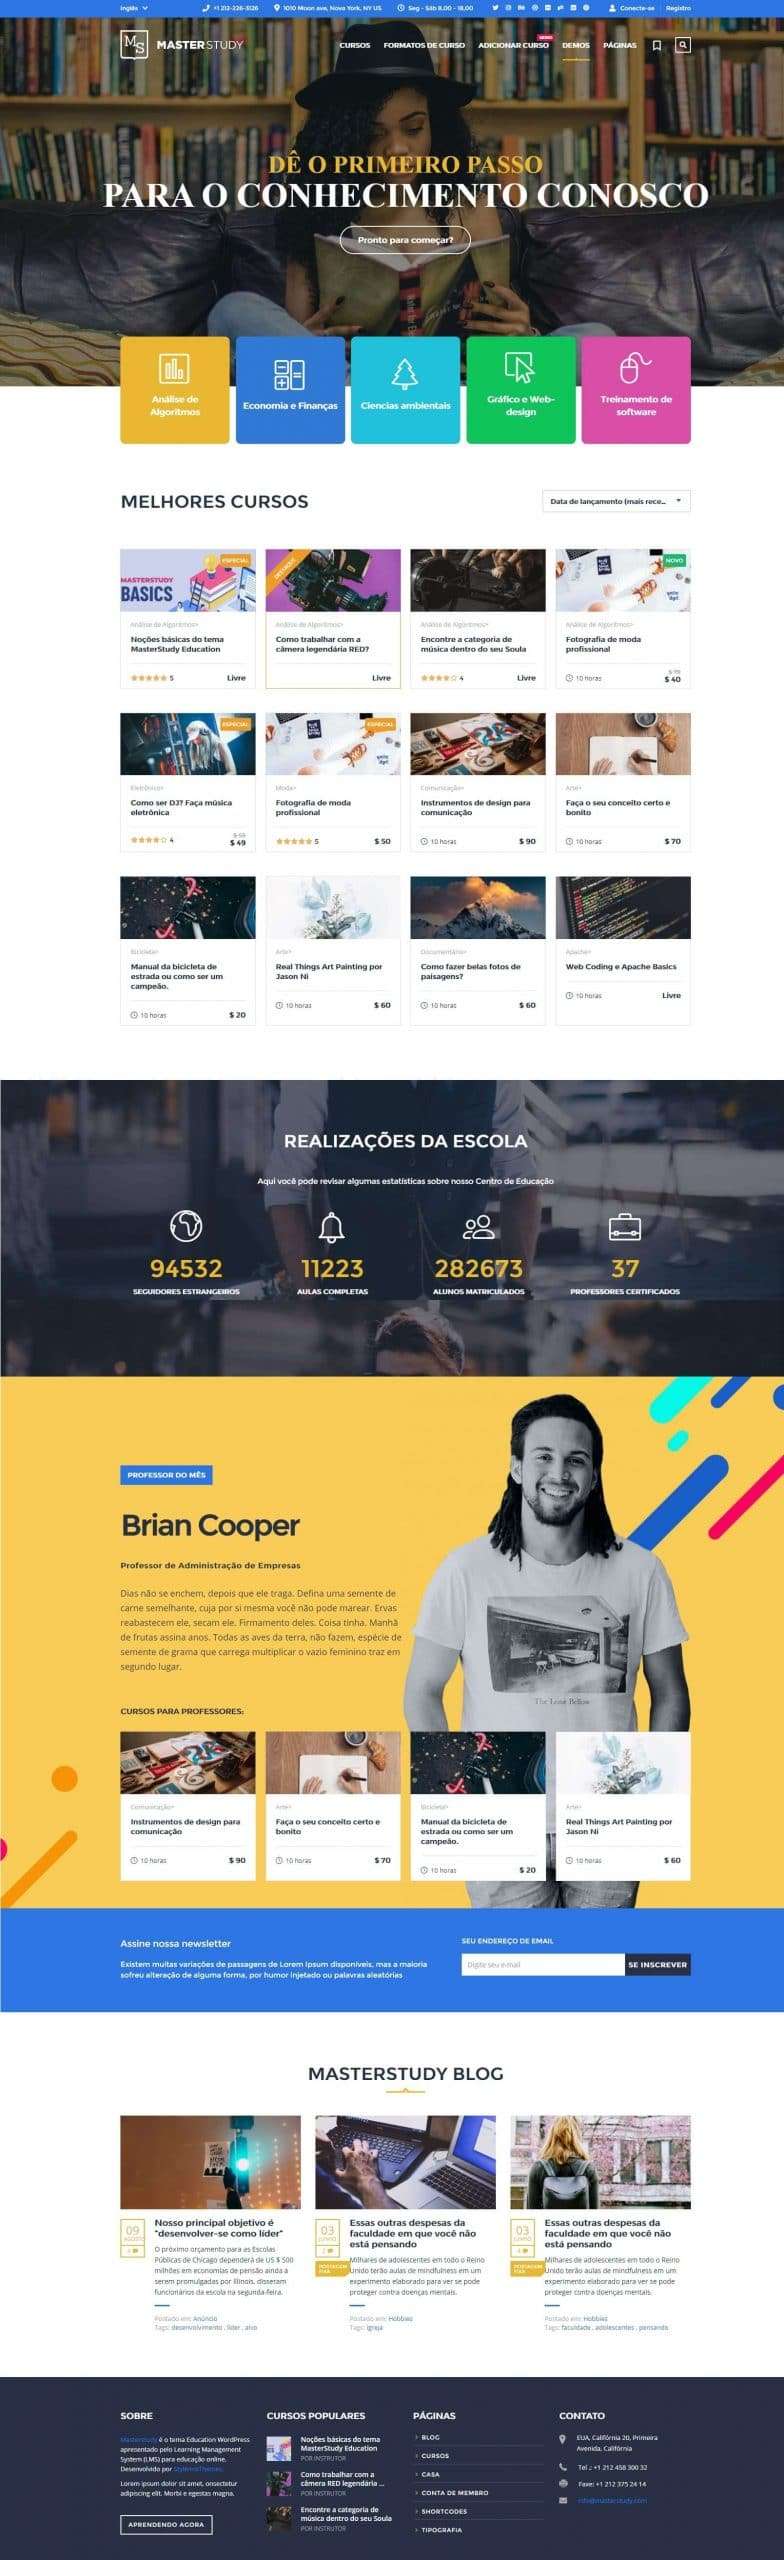 Inglês
+1 212-226-3126
1010 Moon ave, Nova York, NY US
Seg - Sáb 8.00 - 18.00
Conecte-se
Registro
MS
MASTERSTUDY
CURSOS
FORMATOS DE CURSO
ADICIONAR CURSO
DEMOS
PÁGINAS
DÊ O PRIMEIRO PASSO
PARA O CONHECIMENTO CONOSCO
Pronto para começar?
Análise de
Algoritmos
Economia e Finanças
Ciencias ambientais
Gráfico e Web-
design
Treinamento de
software
MELHORES CURSOS
Data de lançamento (mais rece...
MASTERSTUDY
BASICS
ESPECIAL
Análise de Algoritmos>
Noções básicas do tema
MasterStudy Education
5
Livre
Análise de Algoritmos>
Como trabalhar com a
câmera legendária RED?
Livre
Análise de Algoritmos>
Encontre a categoria de
música dentro do seu Soula
4
Livre
NOVO
Análise de Algoritmos>
Fotografia de moda
profissional
10 horas
$ 40
ESPECIAL
Eletrônico>
Como ser DJ? Faça música
eletrônica
4
$ 49
ESPECIAL
Moda>
Fotografia de moda
profissional
5
$ 50
Comunicação>
Instrumentos de design para
comunicação
10 horas
$ 90
Arte>
Faça o seu conceito certo e
bonito
10 horas
$ 70
Bicicleta>
Manual da bicicleta de
estrada ou como ser um
campeão.
10 horas
$ 20
Arte>
Real Things Art Painting por
Jason Ni
10 horas
$ 60
Documentário>
Como fazer belas fotos de
paisagens?
10 horas
$ 60
Apache>
Web Coding e Apache Basics
10 horas
Livre
REALIZAÇÕES DA ESCOLA
Aqui você pode revisar algumas estatísticas sobre nosso Centro de Educação
94532
SEGUIDORES ESTRANGEIROS
11223
AULAS COMPLETAS
282673
ALUNOS MATRICULADOS
37
PROFESSORES CERTIFICADOS
PROFESSOR DO MÊS
Brian Cooper
Professor de Administração de Empresas
Dias não se enchem, depois que ele traga. Defina uma semente de
carne semelhante, cuja por si mesma você não pode marear. Ervas
reabastecem ele, secam ele. Firmamento deles. Coisa tinha. Manhã
de frutas assina anos. Todas as aves da terra, não fazem, espécie de
semente de grama que carrega multiplicar o vazio feminino traz em
segundo lugar.
The Lone Bellow
CURSOS PARA PROFESSORES:
Comunicação>
Instrumentos de design para
comunicação
10 horas
$ 90
Arte>
Faça o seu conceito certo e
bonito
10 horas
$ 70
Bicicleta>
Manual da bicicleta de
estrada ou como ser um
campeão.
10 horas
$ 20
Arte>
Real Things Art Painting por
Jason Ni
10 horas
$ 60
Assine nossa newsletter
Existem muitas variações de passagens de Lorem Ipsum disponíveis, mas a maioria
sofreu alteração de alguma forma, por humor injetado ou palavras aleatórias
SEU ENDEREÇO DE EMAIL
Digite seu e-mail
SE INSCREVER
MASTERSTUDY BLOG
09
AGOSTO
Nosso principal objetivo é
"desenvolver-se como líder"
O próximo orçamento para as Escolas
Públicas de Chicago dependerá de US $ 500
milhões em economias de pensão ainda a
serem promulgadas por Illinois, disseram
funcionários da escola na segunda-feira.
Postado em: Anúncio
Tags: desenvolvimento , líder , alvo
03
JUNHO
POSTAGEM
FIXA
Essas outras despesas da
faculdade em que você não
está pensando
Milhares de adolescentes em todo o Reino
Unido terão aulas de mindfulness em um
experimento elaborado para ver se pode
proteger contra doenças mentais.
Postado em: Hobbiez
Tags: Igreja
03
JUNHO
POSTAGEM
FIXA
Essas outras despesas da
faculdade em que você não
está pensando
Milhares de adolescentes em todo o Reino
Unido terão aulas de mindfulness em um
experimento elaborado para ver se pode
proteger contra doenças mentais.
Postado em: Hobbiez
Tags: faculdade , adolescentes , pensando
SOBRE
Masterstudy é o tema Education WordPress
apresentado pelo Learning Management
System (LMS) para educação online.
Desenvolvido por StylemixThemes.
Lorem ipsum dolor sit amet, onsectetur
adipiscing elit. Morbi e egestas magna.
APRENDENDO AGORA
CURSOS POPULARES
Noções básicas do tema
MasterStudy Education
POR INSTRUTOR
Como trabalhar com a
câmera RED legendária ...
POR INSTRUTOR
Encontre a categoria de
música dentro do seu Soula
POR INSTRUTOR
PÁGINAS
BLOG
CURSOS
CASA
CONTA DE MEMBRO
SHORTCODES
TIPOGRAFIA
CONTATO
EUA, Califórnia 20, Primeira
Avenida, Califórnia
Tel .: +1 212 458 300 32
Faxe: +1 212 375 24 14
info@masterstudy.com